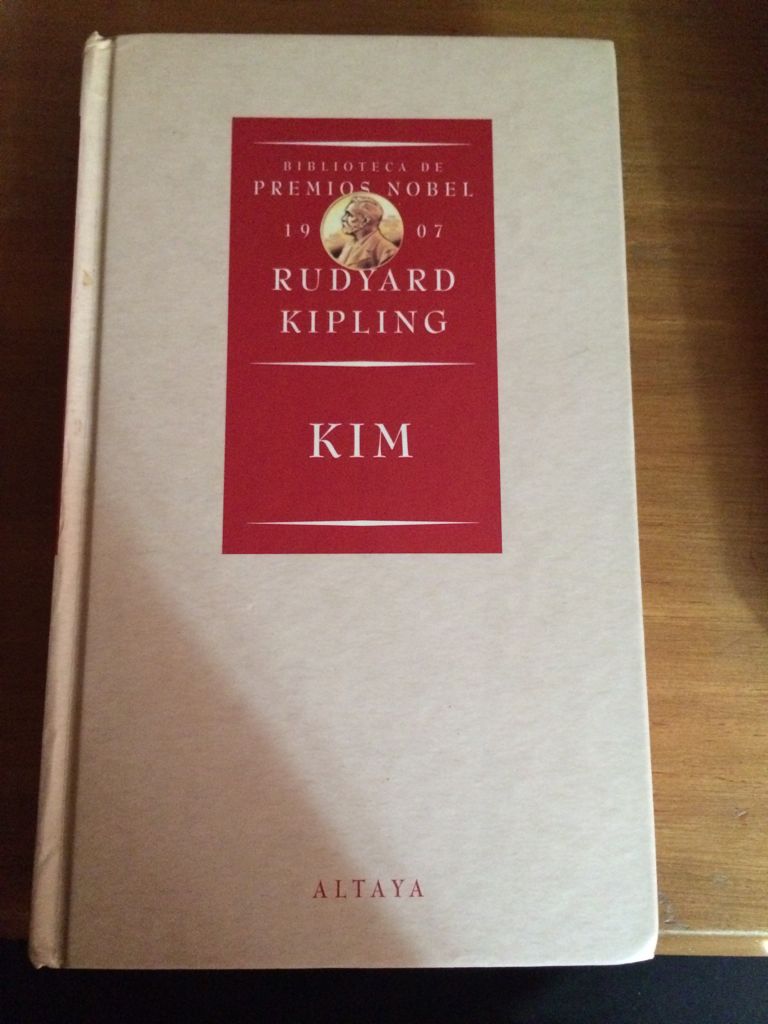 BIBLIOTECA DE
PREMIOS NOBEL
19 07
RUDYARD
KIPLING
KIM
ALTAYA